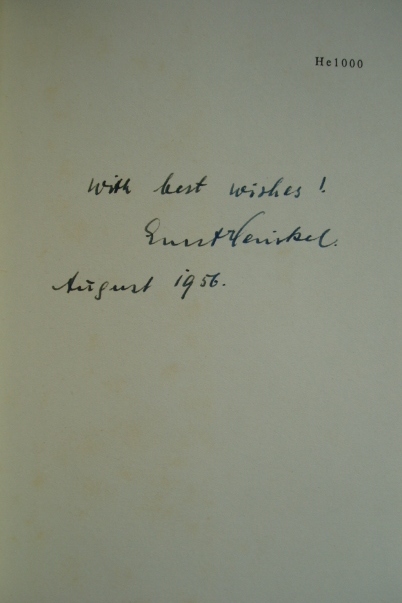 He1000
With best wishes!
Ernst Heinkel.
August 1956.